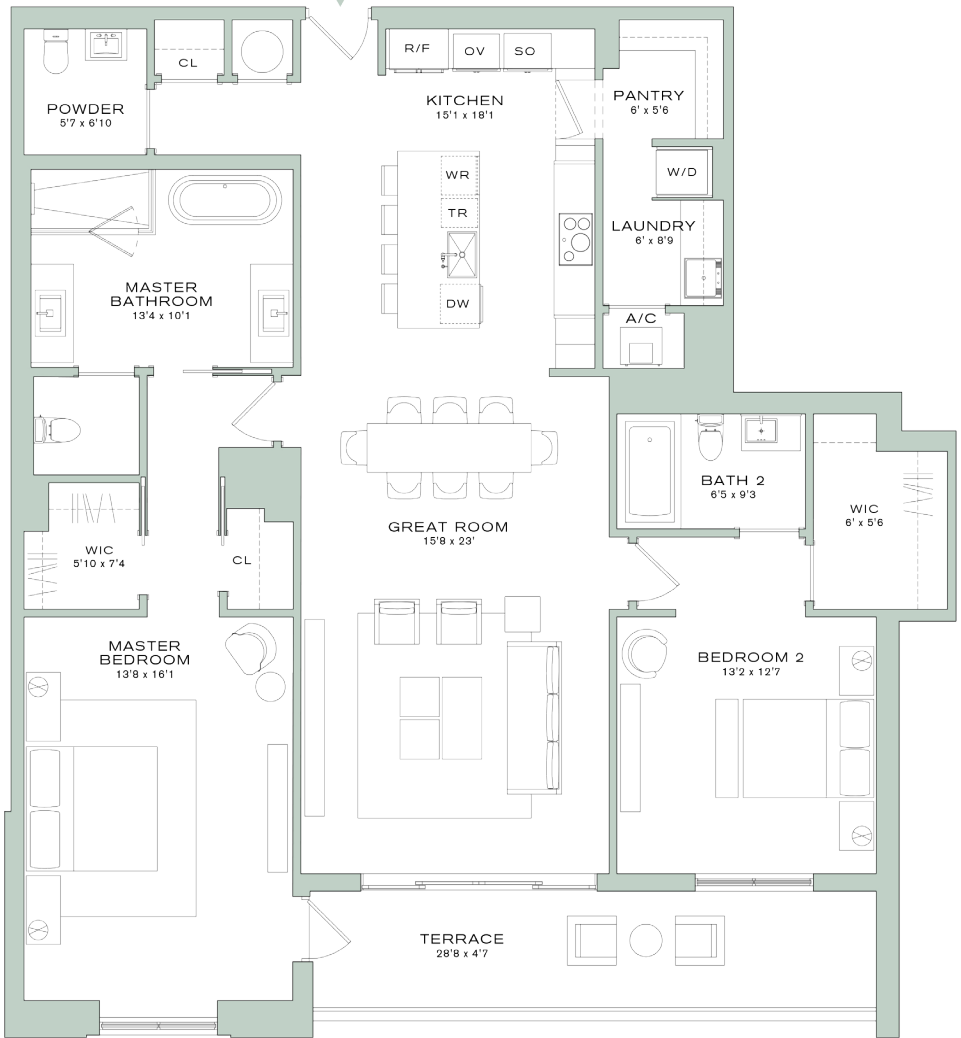 R/F
OV
SO
CL
POWDER
5'7 x 6'10
KITCHEN
15'1 x 18'1
PANTRY
6' x 5'6
WR
W/D
TR
LAUNDRY
6' x 8'9
MASTER
BATHROOM
13'4 x 10'1
DW
A/C
BATH 2
6'5 x 9'3
WIC
6' x 5'6
GREAT ROOM
15'8 x 23'
WIC
5'10 x 7'4
CL
MASTER
BEDROOM
13'8 x 16'1
BEDROOM 2
13'2 x 12'7
TERRACE
28'8 x 4'7